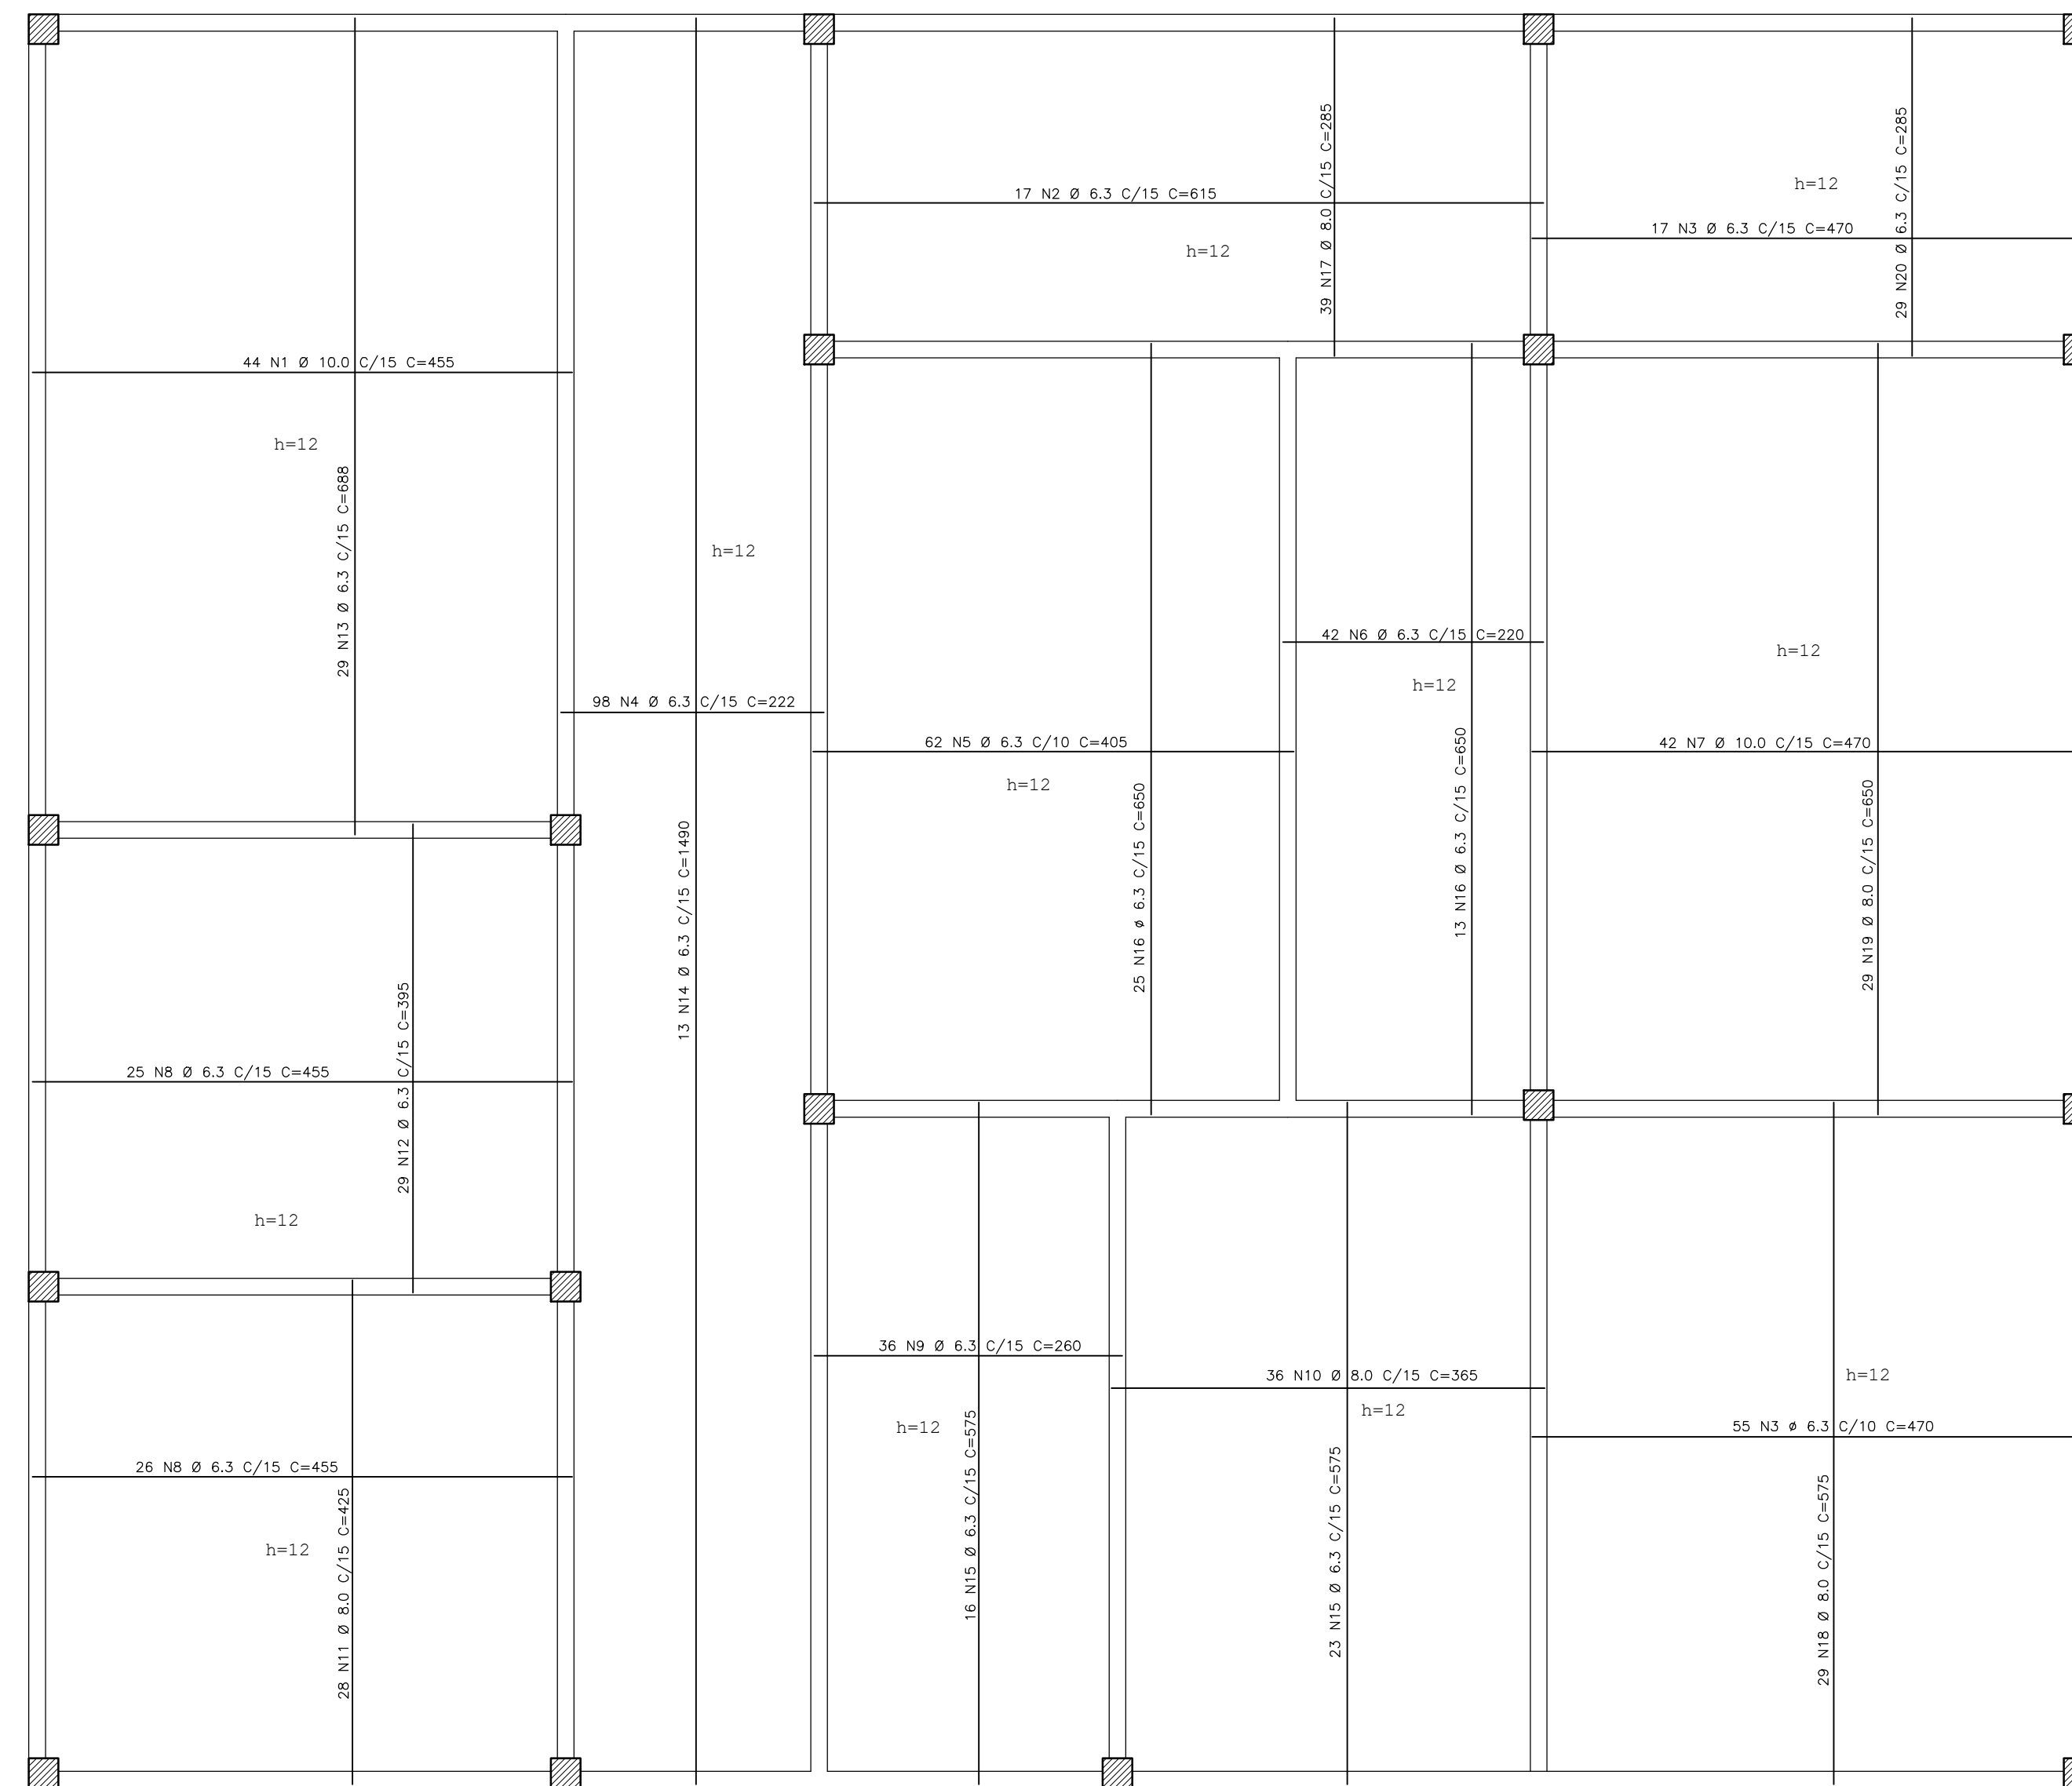 39 N17 Ø 8.0 C/15 C=285
29 N20 Ø 6.3 C/15 C=285
h=12
17 N2 Ø 6.3 C/15 C=615
17 N3 Ø 6.3 C/15 C=470
h=12
44 N1 Ø 10.0 C/15 C=455
h=12
29 N13 Ø 6.3 C/15 C=688
h=12
42 N6 Ø 6.3 C/15 C=220
h=12
h=12
98 N4 Ø 6.3 C/15 C=222
62 N5 Ø 6.3 C/10 C=405
42 N7 Ø 10.0 C/15 C=470
h=12
13 N16 Ø 6.3 C/15 C=650
25 N16 ø 6.3 C/15 C=650
29 N19 Ø 8.0 C/15 C=650
13 N14 Ø 6.3 C/15 C=1490
29 N12 Ø 6.3 C/15 C=395
25 N8 Ø 6.3 C/15 C=455
h=12
36 N9 Ø 6.3 C/15 C=260
36 N10 Ø 8.0 C/15 C=365
h=12
h=12
h=12
55 N3 ø 6.3 C/10 C=470
26 N8 Ø 6.3 C/15 C=455
16 N15 Ø 6.3 C/15 C=575
23 N15 Ø 6.3 C/15 C=575
29 N18 Ø 8.0 C/15 C=575
28 N11 Ø 8.0 C/15 C=425
h=12